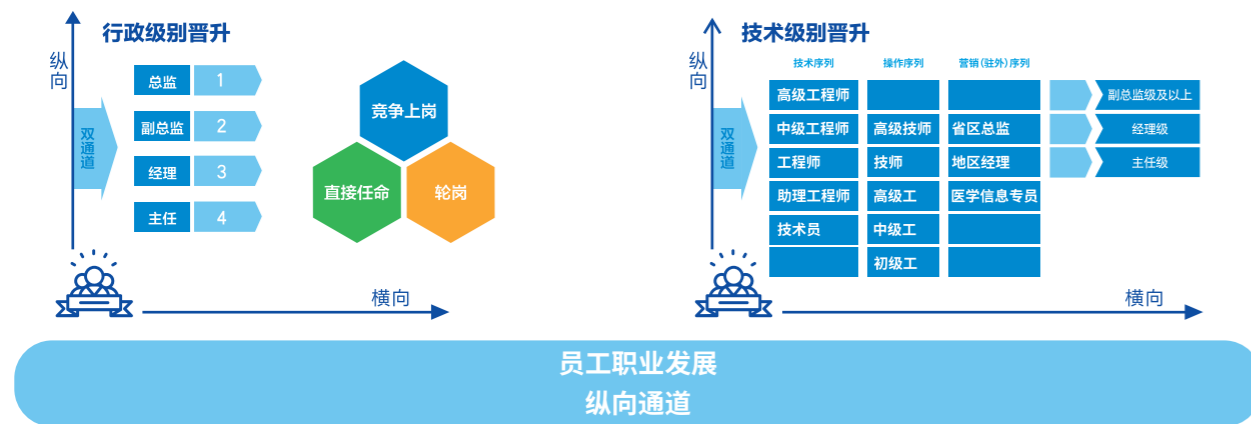 行政级别晋升
纵向
双通道
总监 1
副总监 2
经理 3
主任 4
竞争上岗
直接任命
轮岗
横向
技术级别晋升
纵向
双通道
技术序列 操作序列 营销(驻外)序列
高级工程师 副总监级及以上
中级工程师 高级技师 省区总监 经理级
工程师 技师 地区经理 主任级
助理工程师 高级工 医学信息专员
技术员 中级工
初级工
横向
员工职业发展
纵向通道